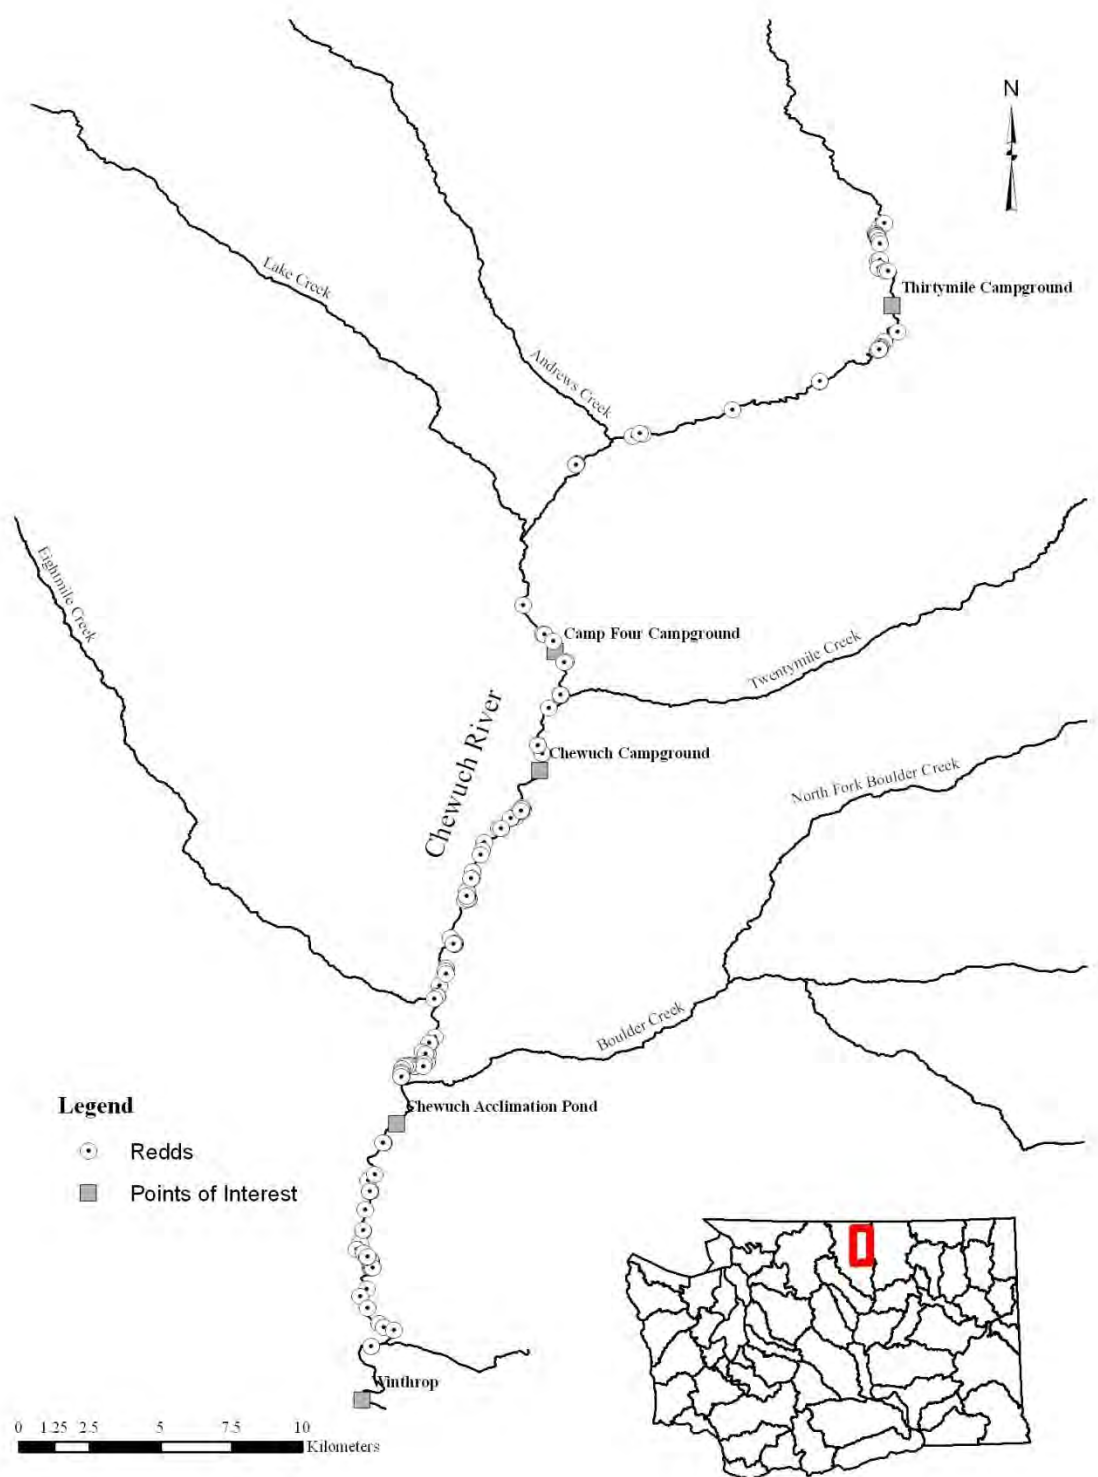 N
Lake Creek
Thirtymile Campground
Andrews Creek
Eightmile Creek
Camp Four Campground
Twentymile Creek
Chewuch River
Chewuch Campground
North Fork Boulder Creek
Boulder Creek
Legend
Chewuch Acclimation Pond
Redds
Points of Interest
Winthrop
0 1.25 2.5 5 7.5 10
Kilometers